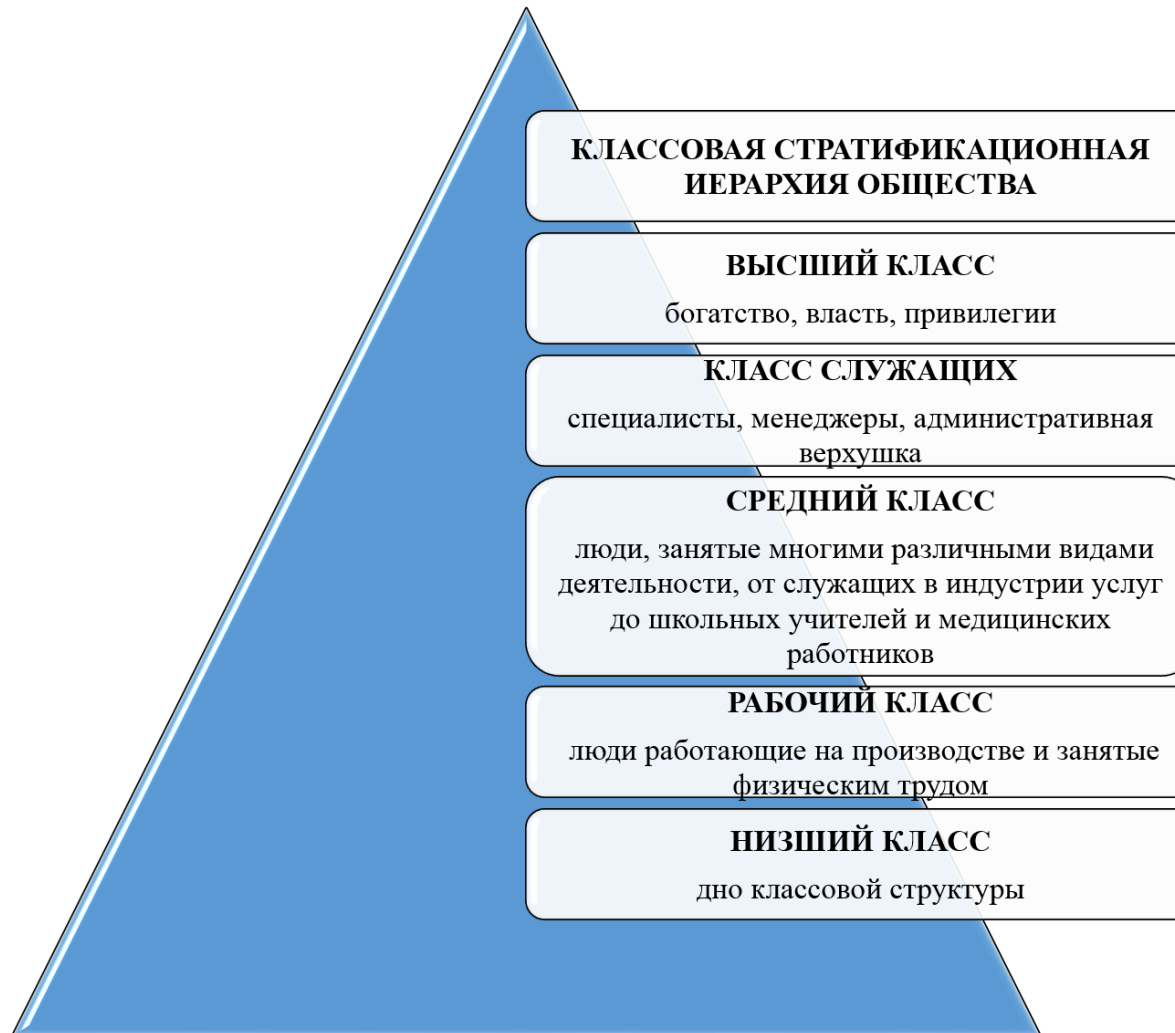 КЛАССОВАЯ СТРАТИФИКАЦИОННАЯ
ИЕРАРХИЯ ОБЩЕСТВА
ВЫСШИЙ КЛАСС
богатство, власть, привилегии
КЛАСС СЛУЖАЩИХ
специалисты, менеджеры, административная
верхушка
СРЕДНИЙ КЛАСС
люди, занятые многими различными видами
деятельности, от служащих в индустрии услуг
до школьных учителей и медицинских
работников
РАБОЧИЙ КЛАСС
люди работающие на производстве и занятые
физическим трудом
НИЗШИЙ КЛАСС
дно классовой структуры